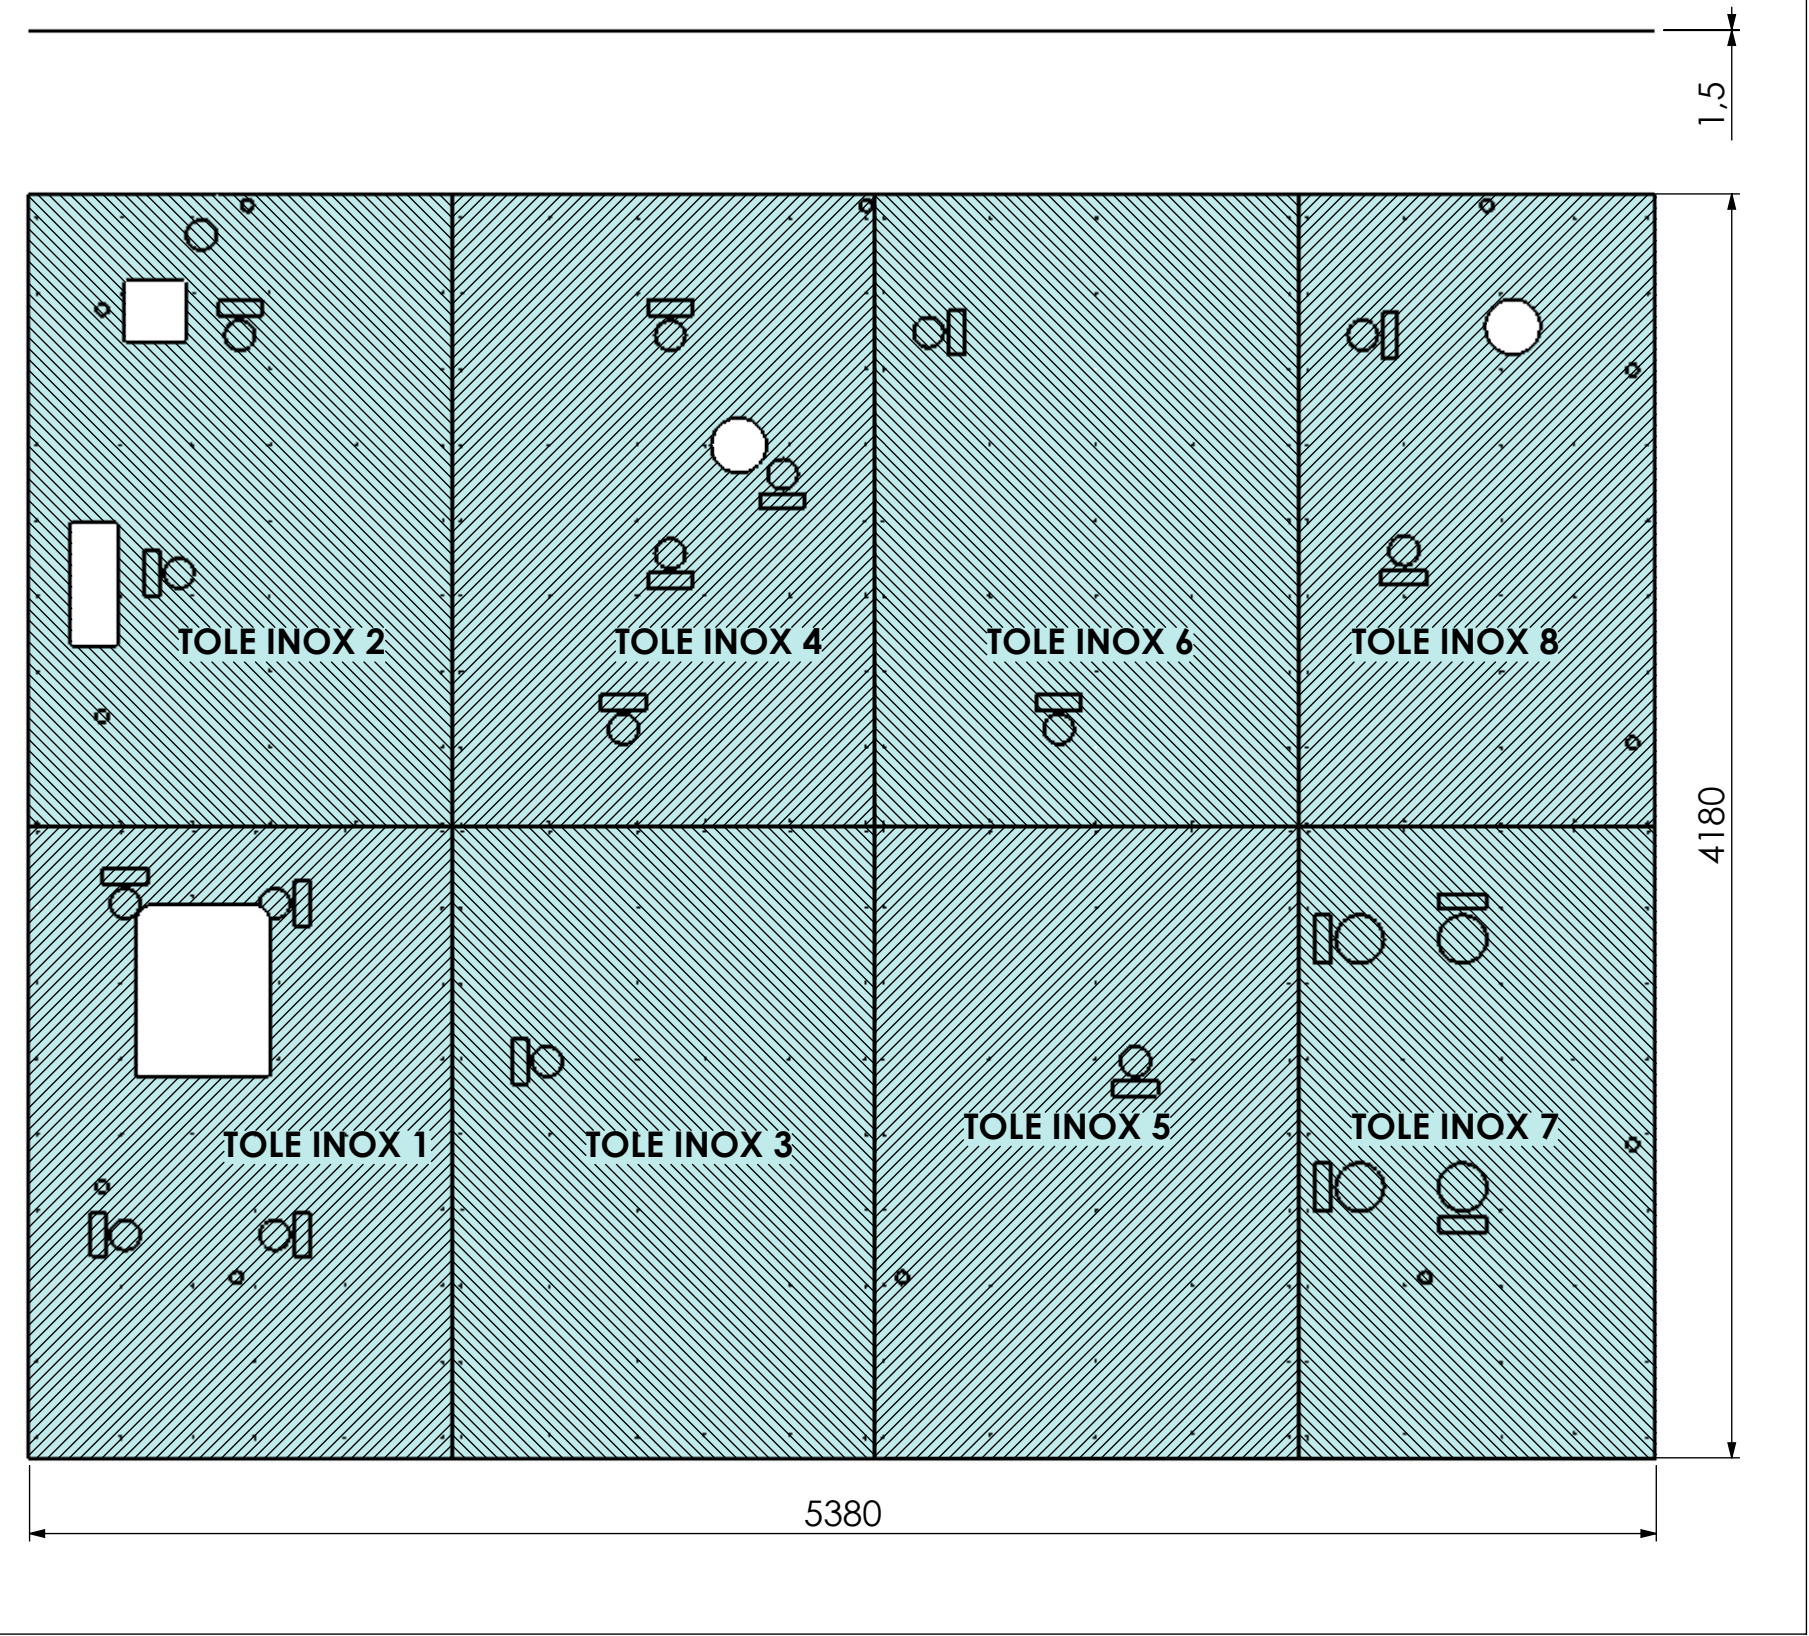 1,5
TOLE INOX 2
TOLE INOX 4
TOLE INOX 6
TOLE INOX 8
4180
TOLE INOX 1
TOLE INOX 3
TOLE INOX 5
TOLE INOX 7
5380